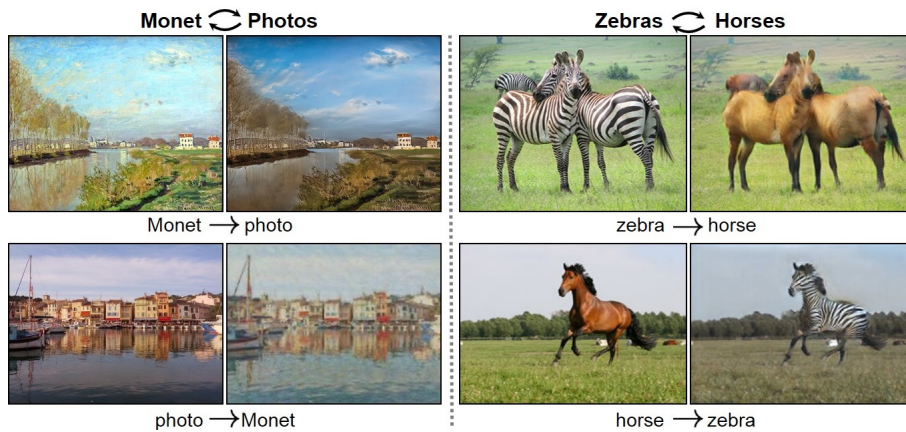 Monet Photos
Zebras Horses
Monet → photo
zebra → horse
photo → Monet
horse → zebra